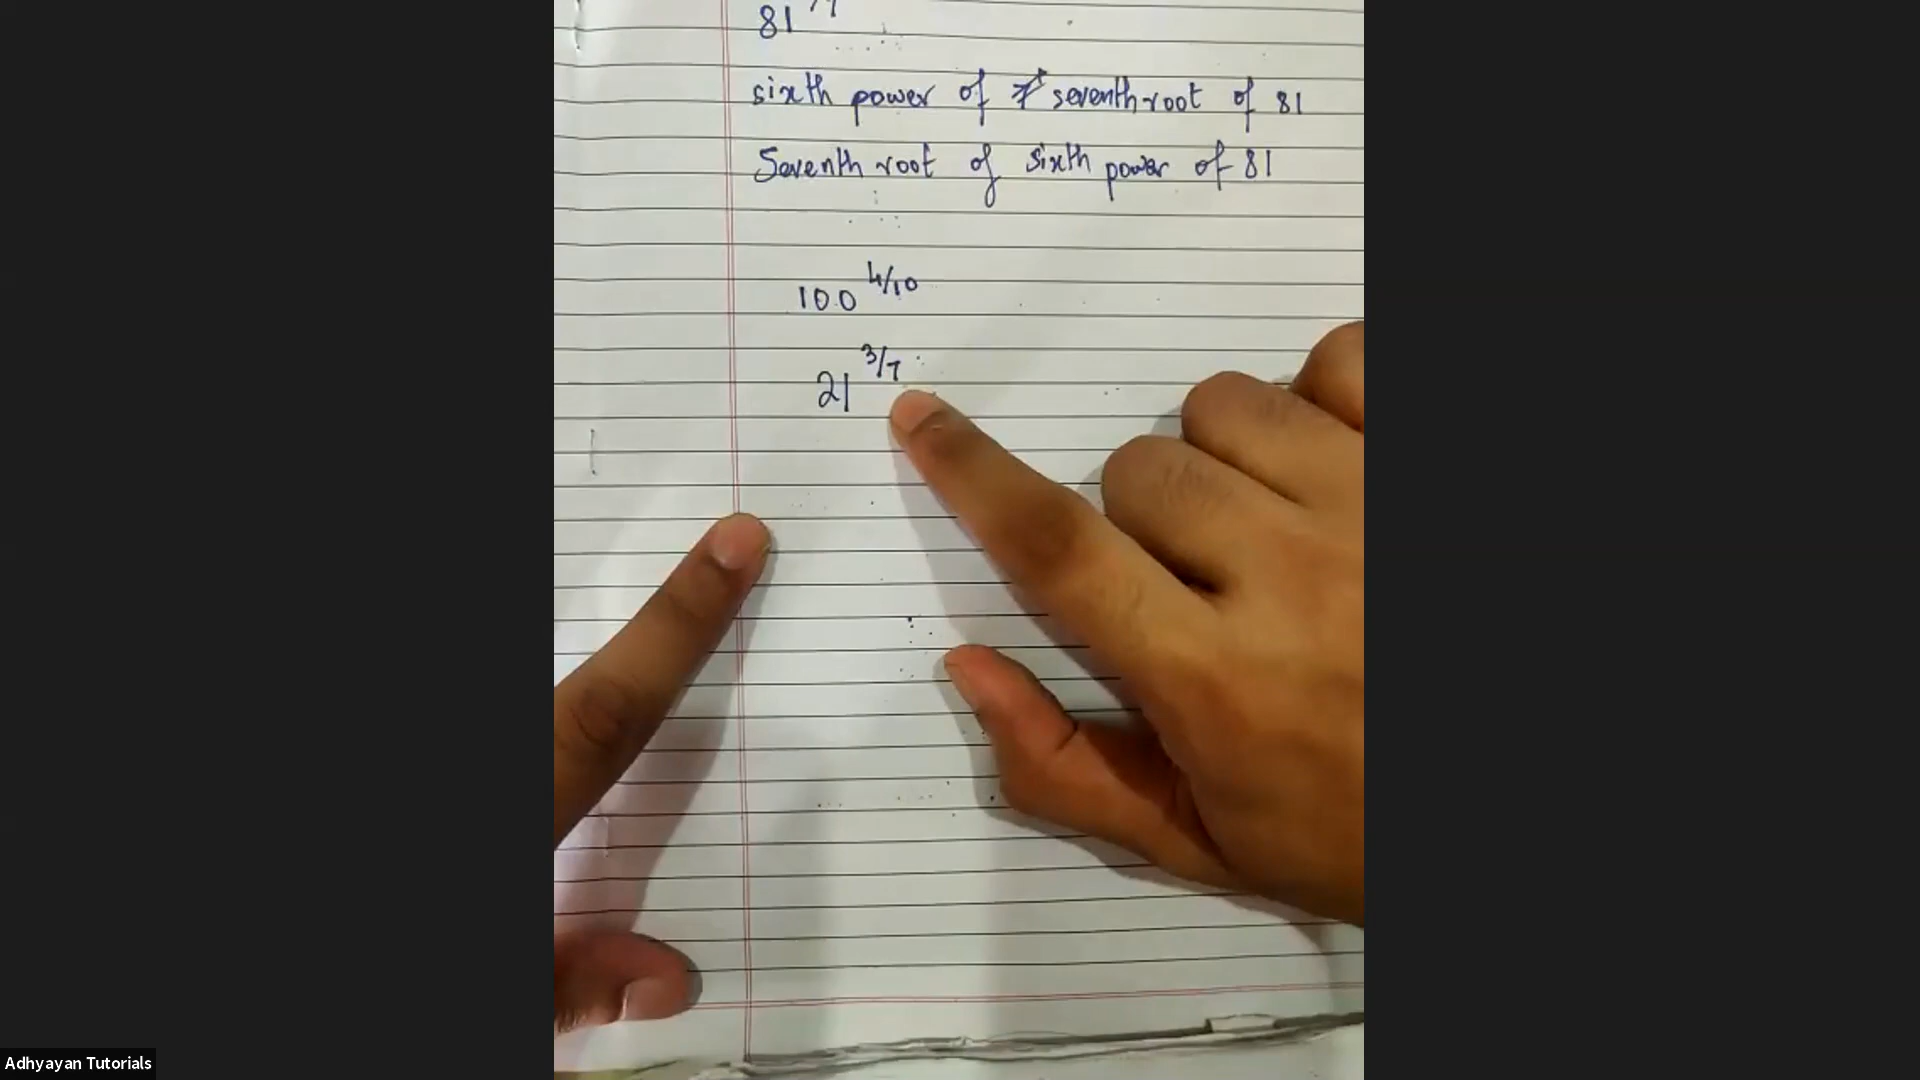 81
sixth power of seventh root of 81
Seventh root of sixth power of 81
100^4/10
21^3/7
Adhyayan Tutorials